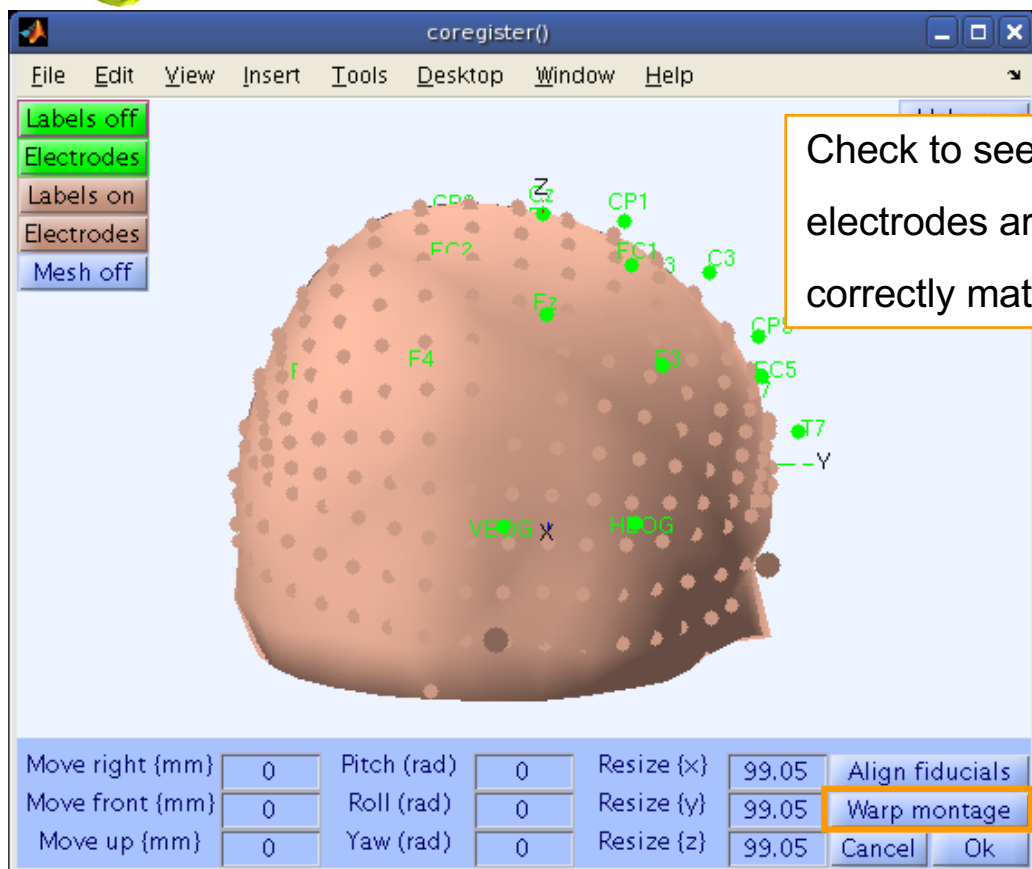 coregister()
File Edit View Insert Tools Desktop Window Help
Labels off
Electrodes
Labels on
Electrodes
Mesh off
Check to see
electrodes ar
correctly mat
Z
Cz
CP1
FC2
FC1
C3
Fz
F4
F3
T7
Y
VEOG X HEOG
Move right {mm} 0 Pitch (rad) 0 Resize {x} 99.05 Align fiducials
Move front {mm} 0 Roll (rad) 0 Resize {y} 99.05 Warp montage
Move up {mm} 0 Yaw (rad) 0 Resize {z} 99.05 Cancel Ok